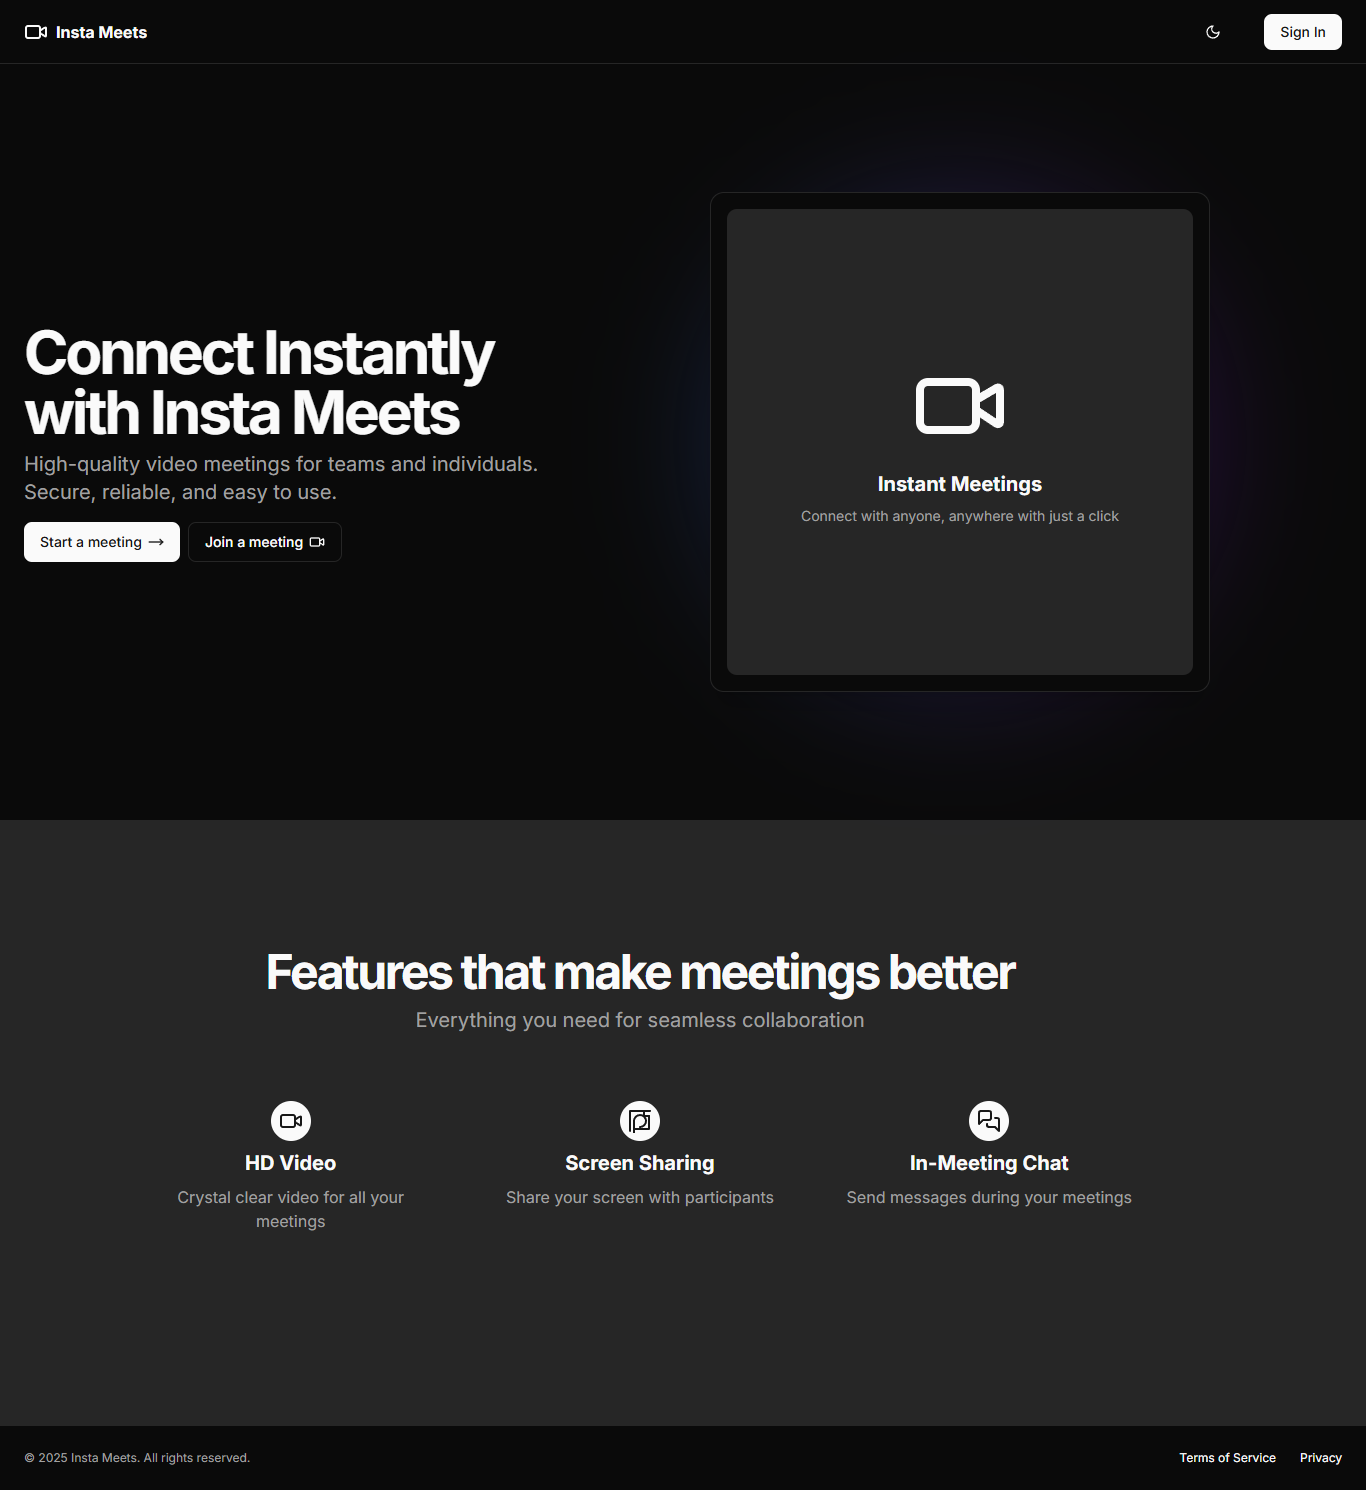 Insta Meets
Sign In
Connect Instantly
with Insta Meets
High-quality video meetings for teams and individuals.
Secure, reliable, and easy to use.
Start a meeting
Join a meeting
Instant Meetings
Connect with anyone, anywhere with just a click
Features that make meetings better
Everything you need for seamless collaboration
HD Video
Crystal clear video for all your
meetings
Screen Sharing
Share your screen with participants
In-Meeting Chat
Send messages during your meetings
© 2025 Insta Meets. All rights reserved.
Terms of Service
Privacy